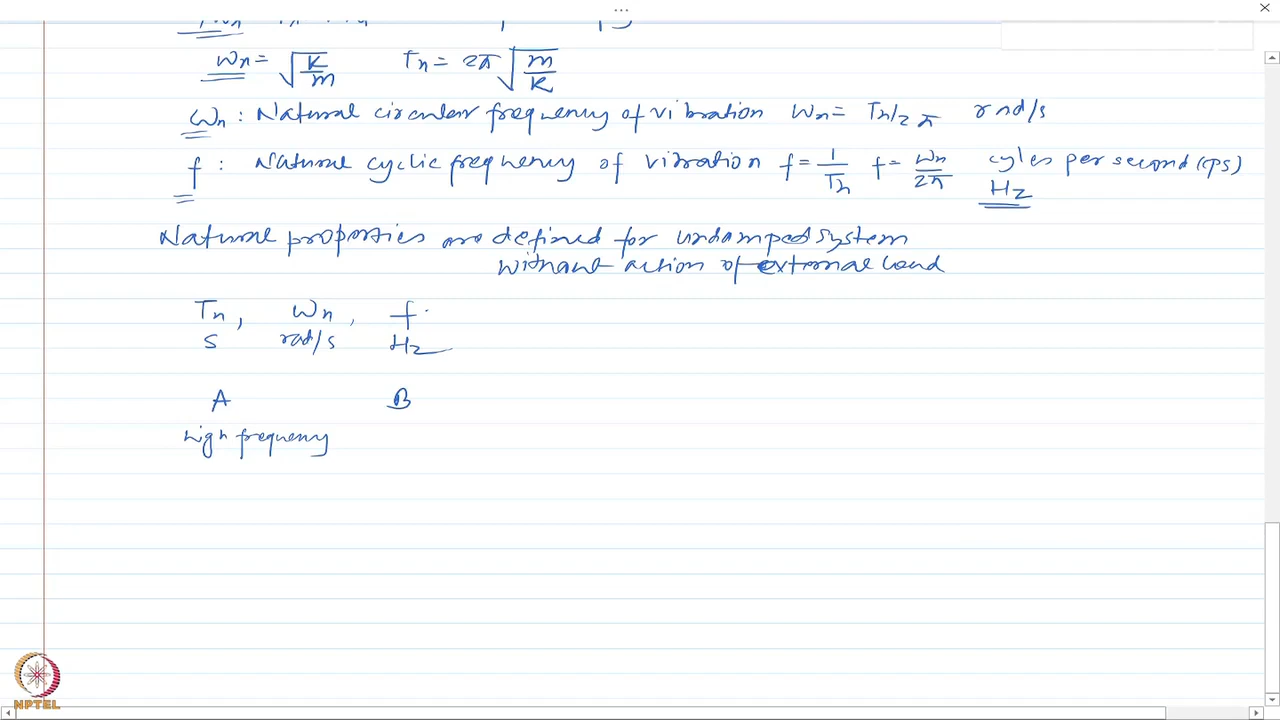 ωn = √(k/m) Tn = 2π √(m/k)
ωn : Natural circular frequency of vibration ωn = Tn/2π rad/s
f : Natural cyclic frequency of vibration f = 1/Tn f = ωn/2π cyles per second (cps)
Hz
Natural properties are defined for undamped system
without action of external load
Tn, ωn, f
s rad/s Hz
A B
high frequency
NPTEL